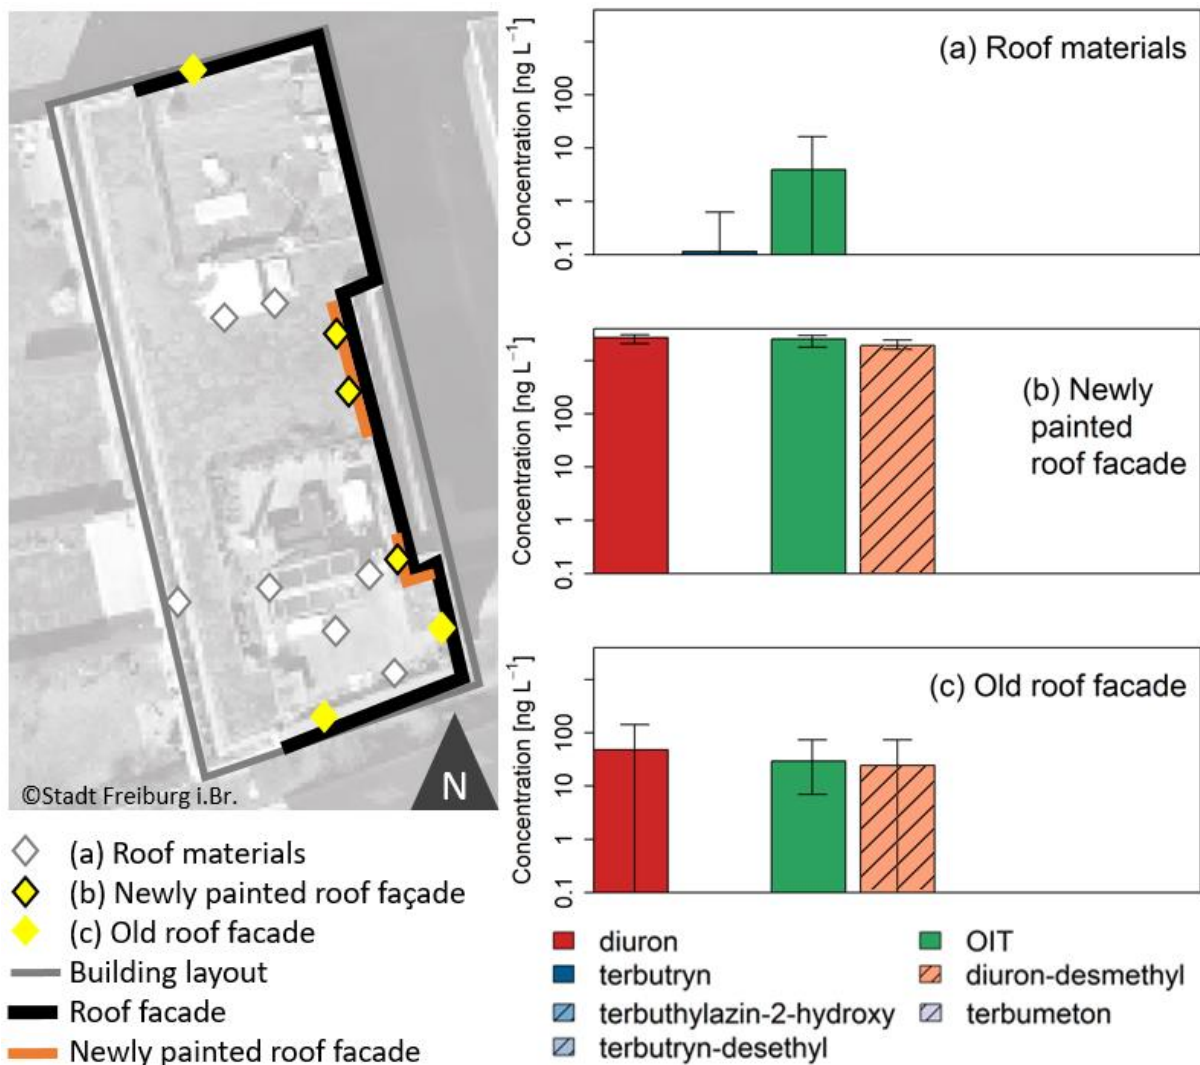 ©Stadt Freiburg i.Br.
N
(a) Roof materials
(b) Newly painted roof façade
(c) Old roof facade
Building layout
Roof facade
Newly painted roof facade
Concentration [ng L⁻¹]
100
10
1
0.1
(a) Roof materials
Concentration [ng L⁻¹]
100
10
1
0.1
(b) Newly
painted
roof facade
Concentration [ng L⁻¹]
100
10
1
0.1
(c) Old roof facade
diuron
terbutryn
terbuthylazin-2-hydroxy
terbutryn-desethyl
OIT
diuron-desmethyl
terbumeton